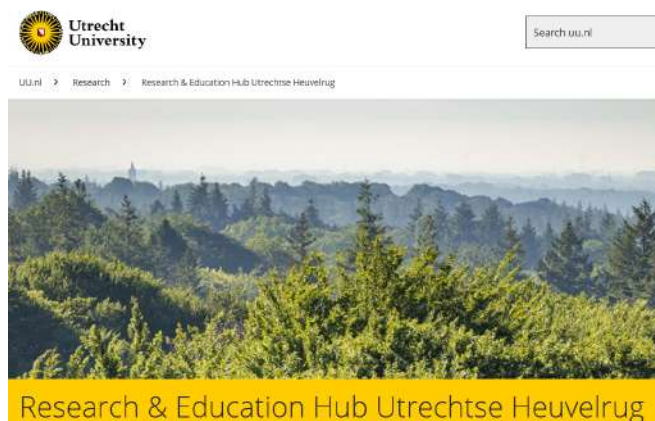 Utrecht
University
Search uu.nl
UU.nl > Research > Research & Education Hub Utrechtse Heuvelrug
Research & Education Hub Utrechtse Heuvelrug